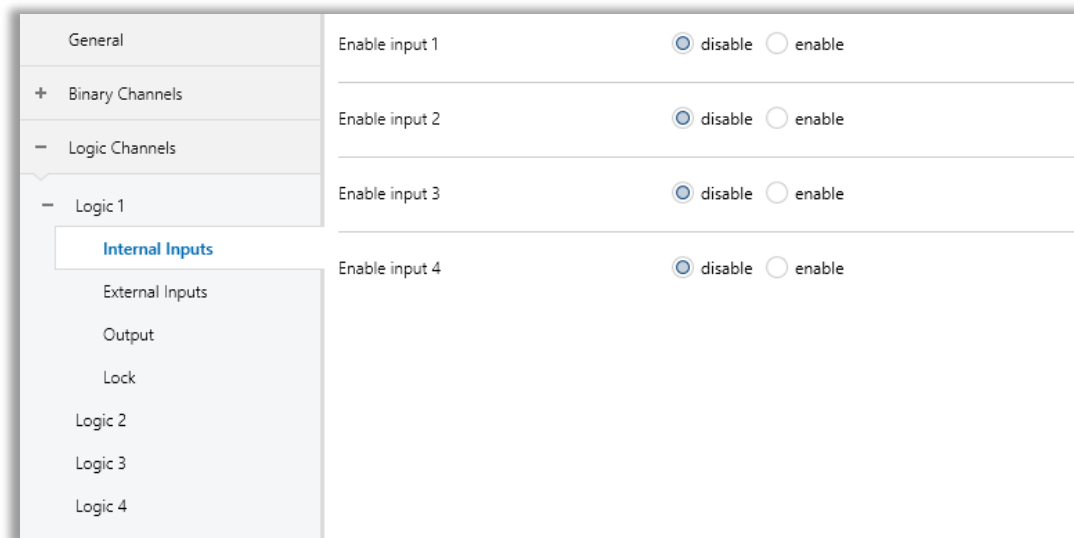 General
+ Binary Channels
− Logic Channels
− Logic 1
Internal Inputs
External Inputs
Output
Lock
Logic 2
Logic 3
Logic 4
Enable input 1 disable enable
Enable input 2 disable enable
Enable input 3 disable enable
Enable input 4 disable enable